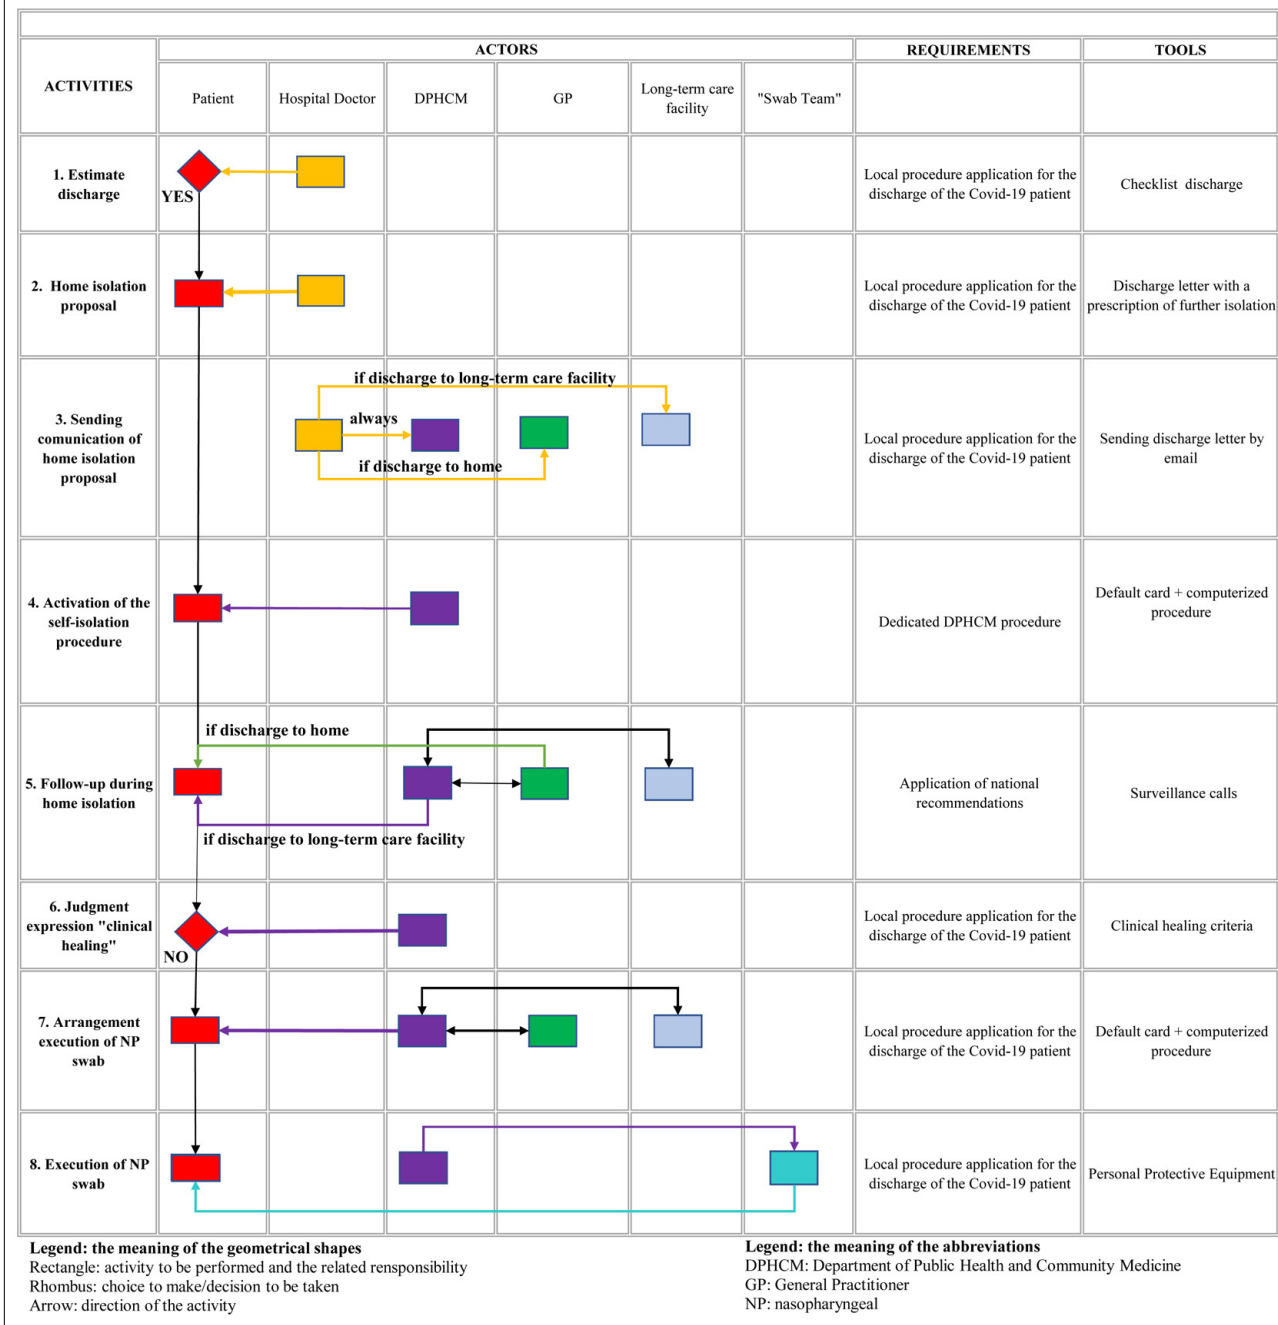 ACTIVITIES
ACTORS
REQUIREMENTS
TOOLS
Patient
Hospital Doctor
DPHCM
GP
Long-term care
facility
"Swab Team"
1. Estimate
discharge
YES
Local procedure application for the
discharge of the Covid-19 patient
Checklist discharge
2. Home isolation
proposal
Local procedure application for the
discharge of the Covid-19 patient
Discharge letter with a
prescription of further isolation
3. Sending
comunication of
home isolation
proposal
if discharge to long-term care facility
always
if discharge to home
Local procedure application for the
discharge of the Covid-19 patient
Sending discharge letter by
email
4. Activation of the
self-isolation
procedure
Dedicated DPHCM procedure
Default card + computerized
procedure
5. Follow-up during
home isolation
if discharge to home
if discharge to long-term care facility
Application of national
recommendations
Surveillance calls
6. Judgment
expression "clinical
healing"
NO
Local procedure application for the
discharge of the Covid-19 patient
Clinical healing criteria
7. Arrangement
execution of NP
swab
Local procedure application for the
discharge of the Covid-19 patient
Default card + computerized
procedure
8. Execution of NP
swab
Local procedure application for the
discharge of the Covid-19 patient
Personal Protective Equipment
Legend: the meaning of the geometrical shapes
Rectangle: activity to be performed and the related rensponsibility
Rhombus: choice to make/decision to be taken
Arrow: direction of the activity
Legend: the meaning of the abbreviations
DPHCM: Department of Public Health and Community Medicine
GP: General Practitioner
NP: nasopharyngeal